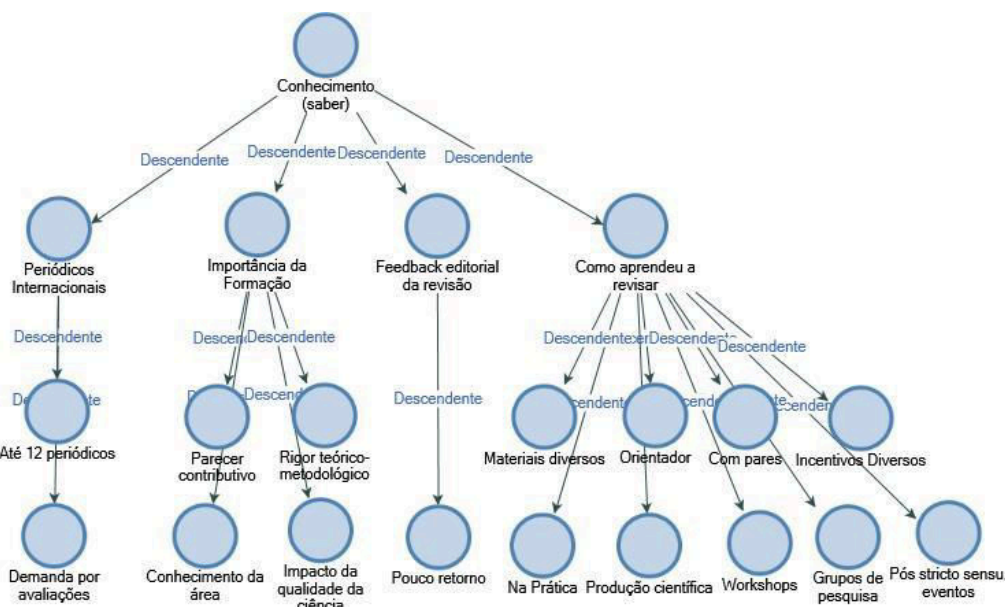 Conhecimento
(saber)
Descendente
Descendente
Descendente
Descendente
Periódicos
Internacionais
Importância da
Formação
Feedback editorial
da revisão
Como aprendeu a
revisar
Descendente
Descendente
Descendente
Descendente
Descendente
Descendente
Até 12 periódicos
Parecer
contributivo
Rigor teórico-
metodológico
Materiais diversos
Orientador
Com pares
Incentivos Diversos
Demanda por
avaliações
Conhecimento da
área
Impacto da
qualidade da
ciência
Pouco retorno
Na Prática
Produção científica
Workshops
Grupos de
pesquisa
Pós stricto sensu
eventos